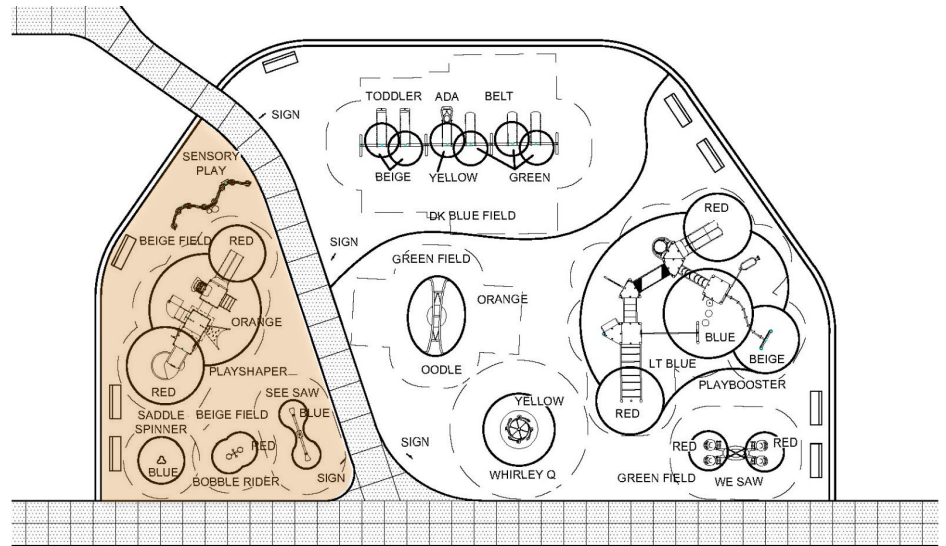 TODDLER ADA BELT
SIGN
SENSORY
PLAY
BEIGE YELLOW GREEN
RED
DK BLUE FIELD
BEIGE FIELD RED
SIGN
GREEN FIELD
ORANGE
ORANGE
BLUE
LT BLUE
BEIGE
OODLE
PLAYSHAPER
RED
PLAYBOOSTER
SEE SAW
YELLOW
RED
SADDLE
SPINNER
BEIGE FIELD
BLUE
RED
SIGN
RED
RED
BLUE
BOBBLE RIDER
SIGN
WHIRLEY Q
GREEN FIELD
WE SAW